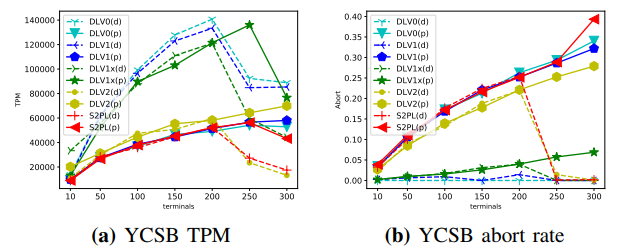 140000
120000
100000
80000
60000
40000
20000
TPM
DLV0(d)
DLV0(p)
DLV1(d)
DLV1(p)
DLV1x(d)
DLV1x(p)
DLV2(d)
DLV2(p)
S2PL(d)
S2PL(p)
10 50 100 150 200 250 300
terminals
(a) YCSB TPM
0.40
0.35
0.30
0.25
0.20
0.15
0.10
0.05
0.00
Abort
DLV0(d)
DLV0(p)
DLV1(d)
DLV1(p)
DLV1x(d)
DLV1x(p)
DLV2(d)
DLV2(p)
S2PL(d)
S2PL(p)
10 50 100 150 200 250 300
terminals
(b) YCSB abort rate